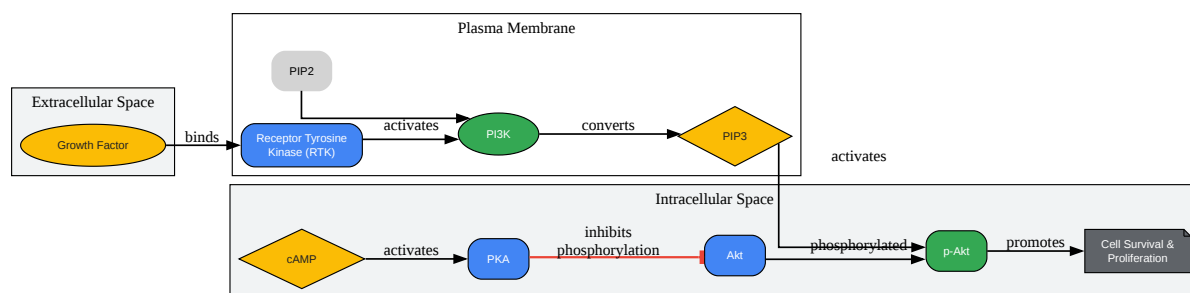 Plasma Membrane
PIP2
Extracellular Space
Growth Factor
binds
Receptor Tyrosine
Kinase (RTK)
activates
PI3K
converts
PIP3
activates
Intracellular Space
cAMP
activates
PKA
inhibits
phosphorylation
Akt
phosphorylated
p-Akt
promotes
Cell Survival &
Proliferation